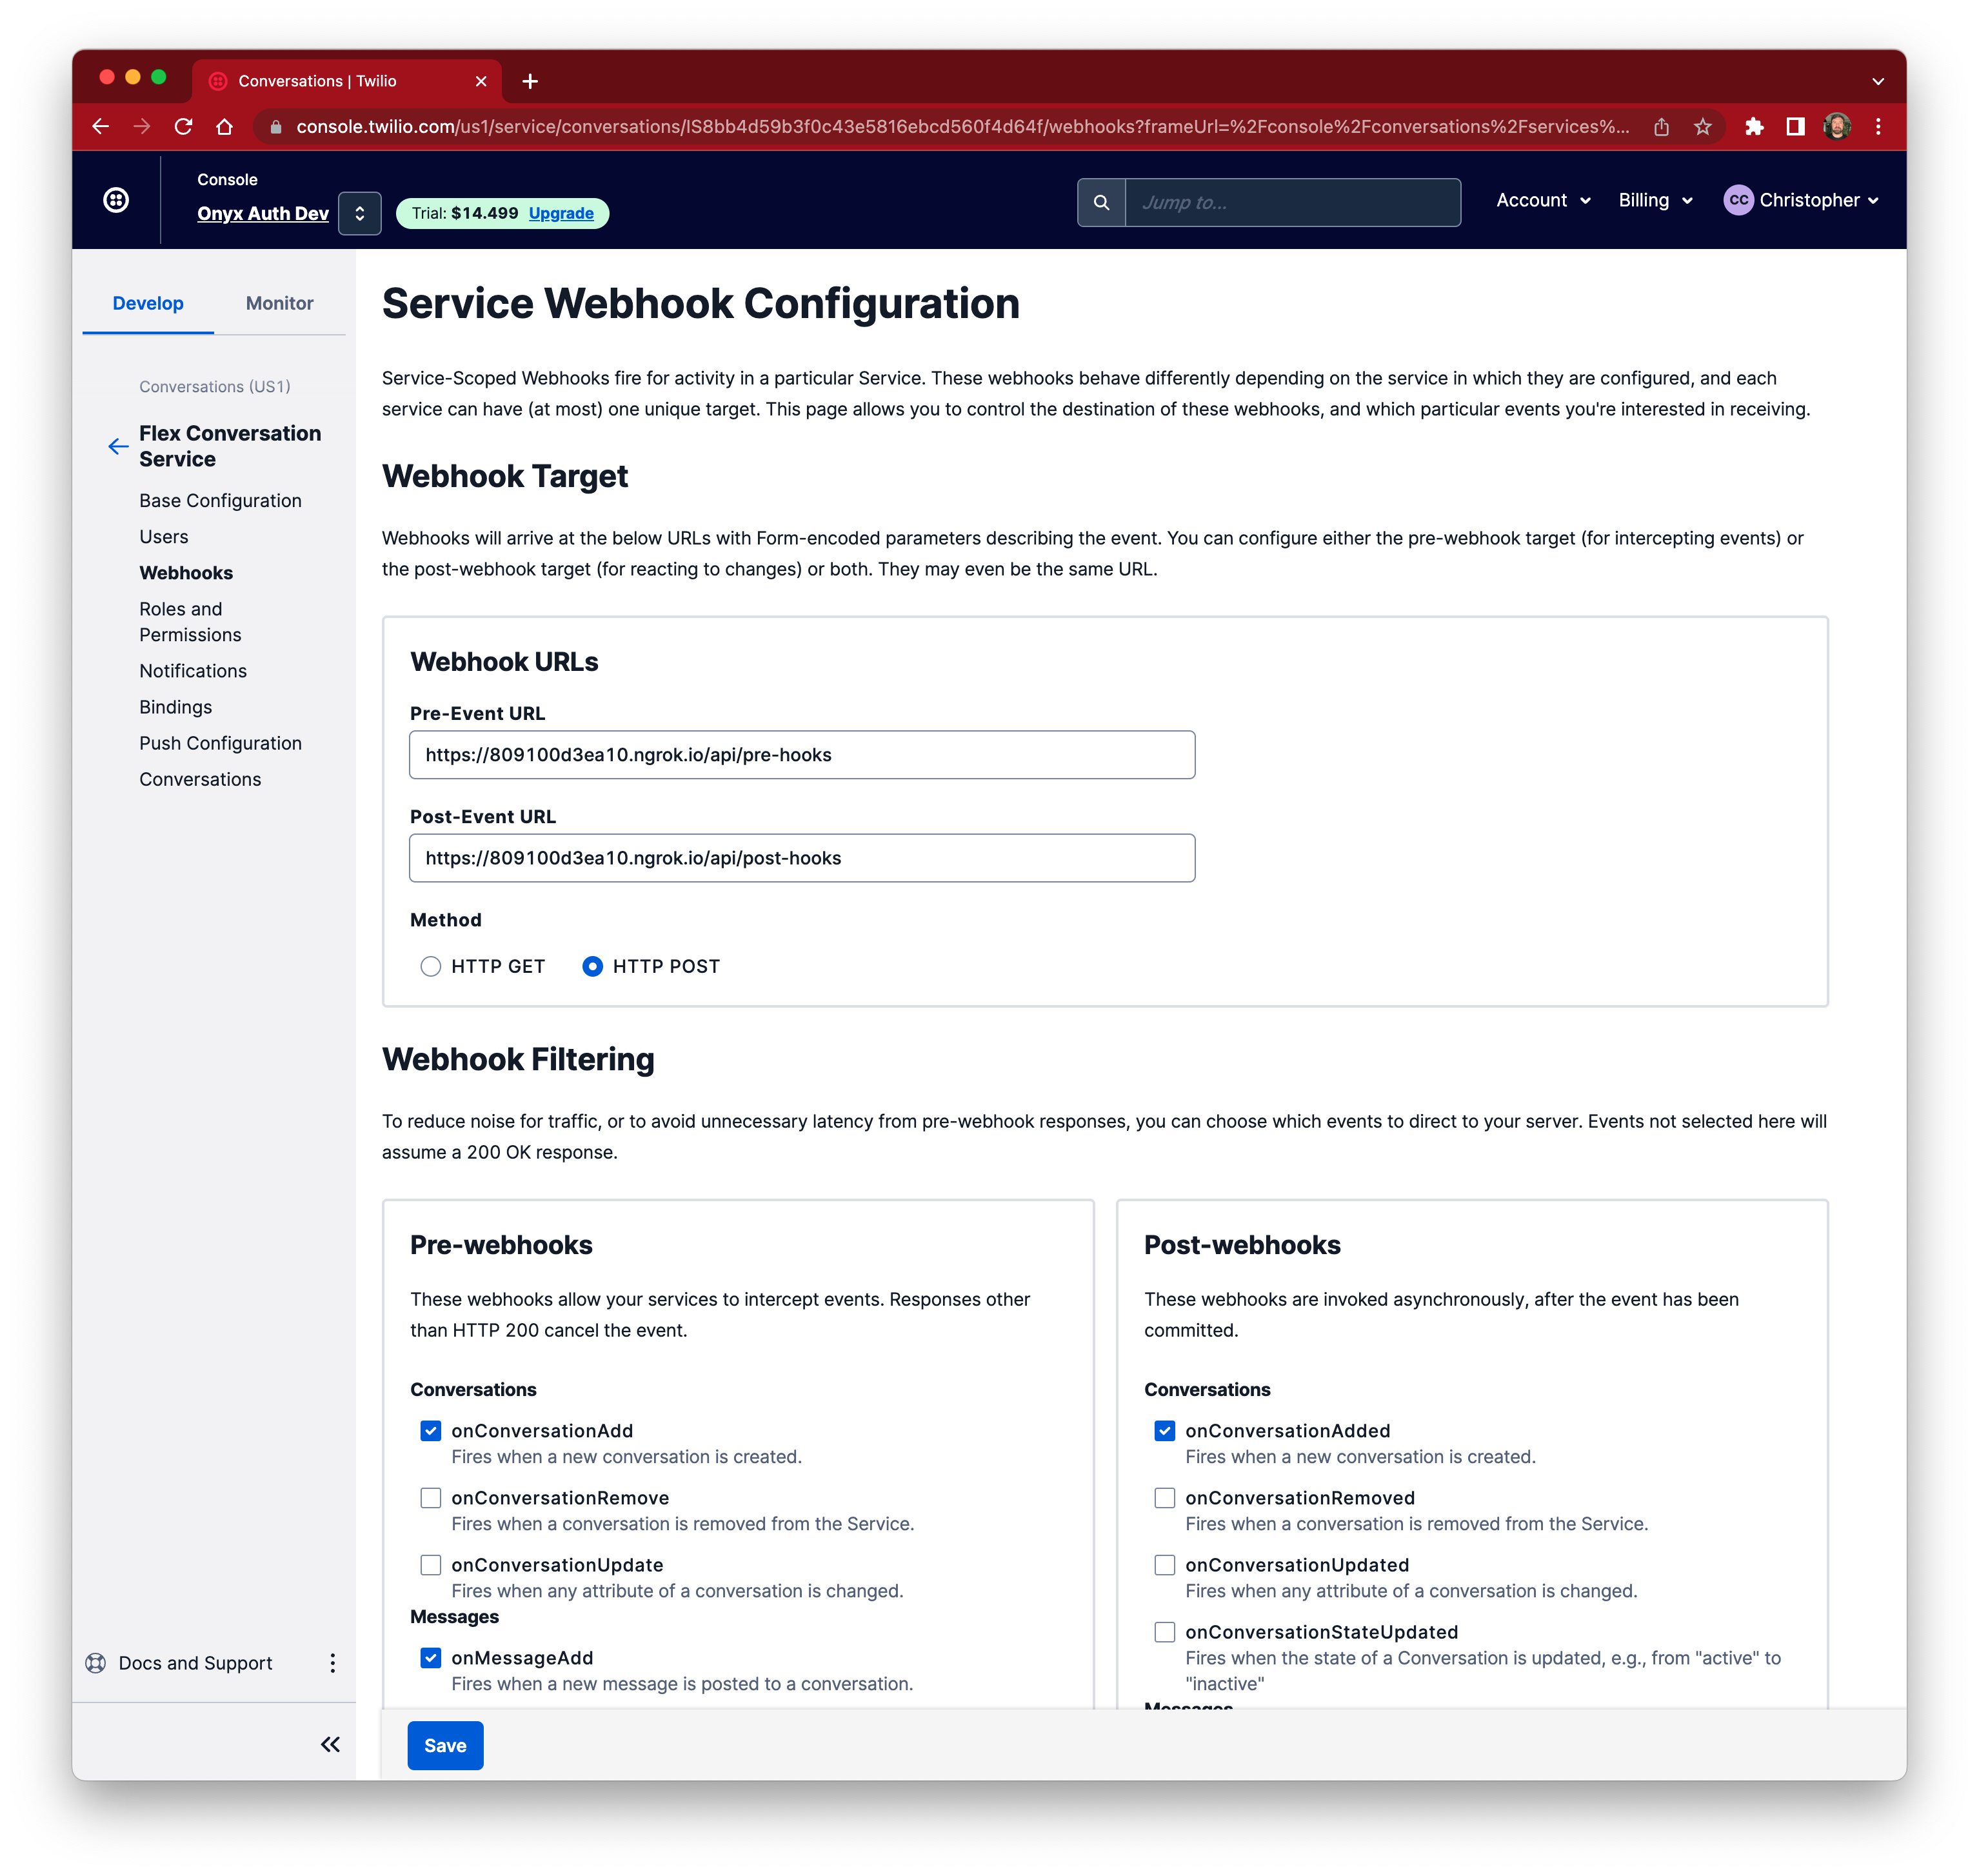 Conversations | Twilio
console.twilio.com/us1/service/conversations/IS8bb4d59b3f0c43e5816ebcd560f4d64f/webhooks?frameUrl=%2Fconsole%2Fconversations%2Fservices%...
Console
Onyx Auth Dev
Trial: $14.499 Upgrade
Jump to...
Account
Billing
CC Christopher
Develop
Monitor
Conversations (US1)
Flex Conversation
Service
Base Configuration
Users
Webhooks
Roles and
Permissions
Notifications
Bindings
Push Configuration
Conversations
Docs and Support
Service Webhook Configuration
Service-Scoped Webhooks fire for activity in a particular Service. These webhooks behave differently depending on the service in which they are configured, and each
service can have (at most) one unique target. This page allows you to control the destination of these webhooks, and which particular events you're interested in receiving.
Webhook Target
Webhooks will arrive at the below URLs with Form-encoded parameters describing the event. You can configure either the pre-webhook target (for intercepting events) or
the post-webhook target (for reacting to changes) or both. They may even be the same URL.
Webhook URLs
Pre-Event URL
https://809100d3ea10.ngrok.io/api/pre-hooks
Post-Event URL
https://809100d3ea10.ngrok.io/api/post-hooks
Method
HTTP GET
HTTP POST
Webhook Filtering
To reduce noise for traffic, or to avoid unnecessary latency from pre-webhook responses, you can choose which events to direct to your server. Events not selected here will
assume a 200 OK response.
Pre-webhooks
These webhooks allow your services to intercept events. Responses other
than HTTP 200 cancel the event.
Conversations
onConversationAdd
Fires when a new conversation is created.
onConversationRemove
Fires when a conversation is removed from the Service.
onConversationUpdate
Fires when any attribute of a conversation is changed.
Messages
onMessageAdd
Fires when a new message is posted to a conversation.
Post-webhooks
These webhooks are invoked asynchronously, after the event has been
committed.
Conversations
onConversationAdded
Fires when a new conversation is created.
onConversationRemoved
Fires when a conversation is removed from the Service.
onConversationUpdated
Fires when any attribute of a conversation is changed.
onConversationStateUpdated
Fires when the state of a Conversation is updated, e.g., from "active" to
"inactive"
Messages
Save